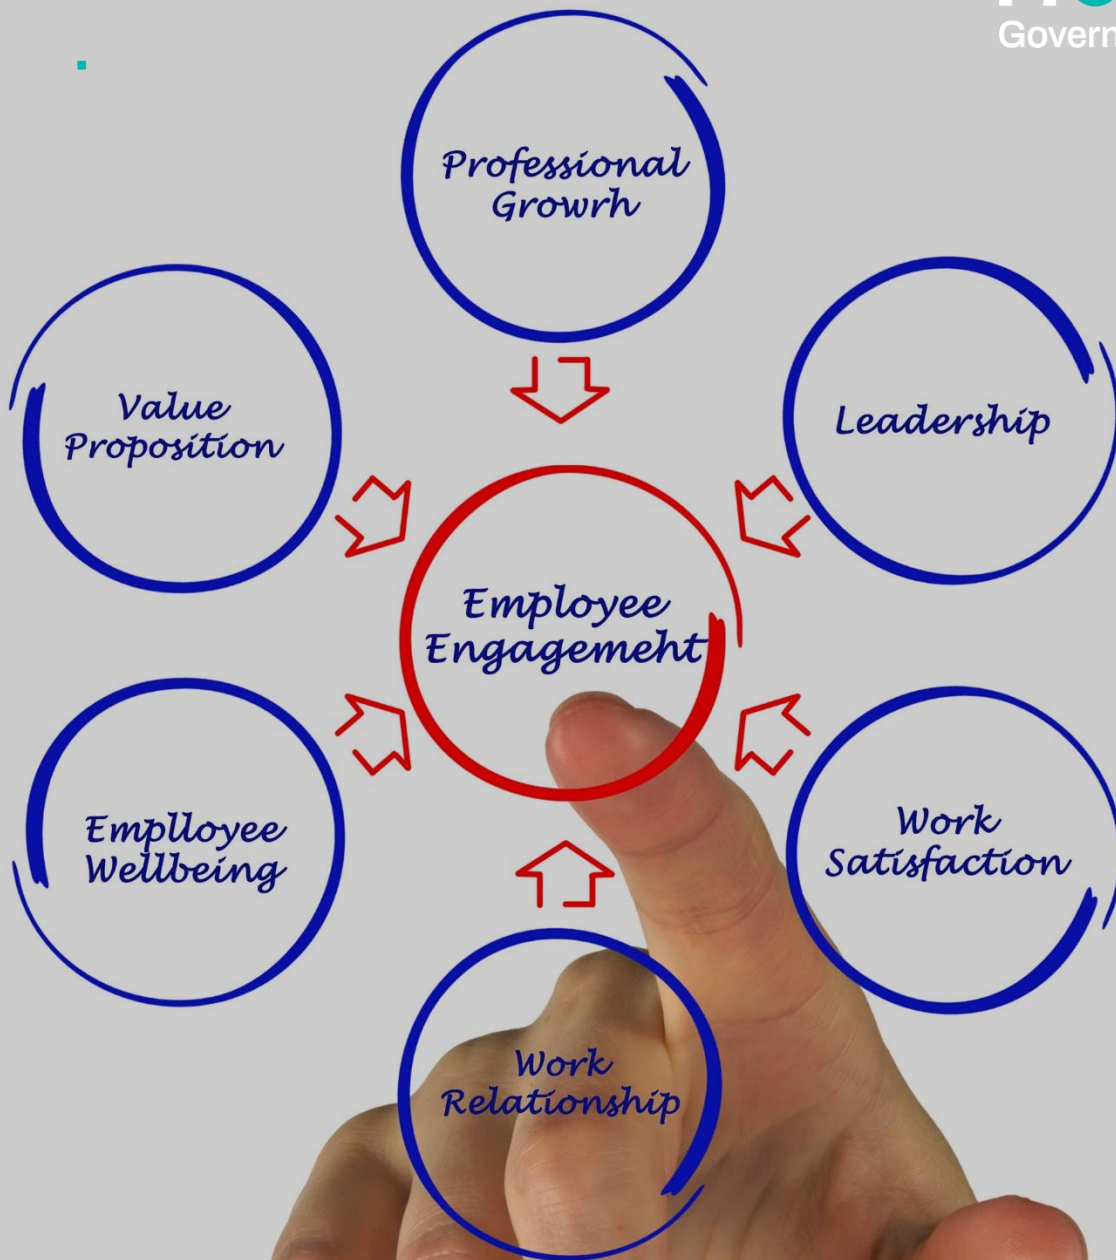 Govern
Professional
Growrh
Value
Proposition
Leadership
Employee
Engagemeht
Emplloyee
Wellbeing
Work
Satisfaction
Work
Relationship